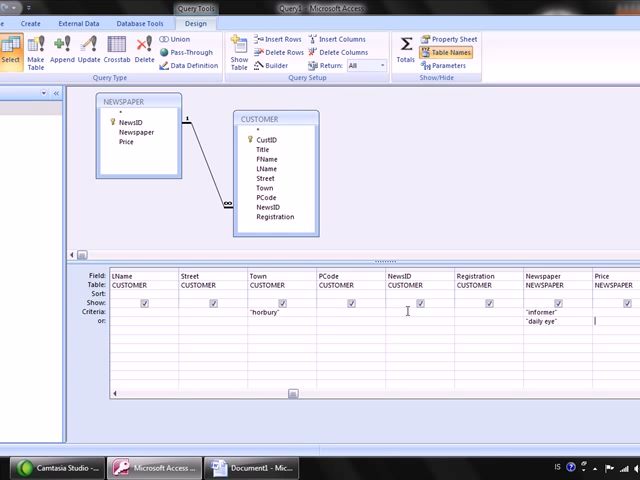 Query Tools
Query1 - Microsoft Access
Create External Data Database Tools Design
Select
Make Table
Append
Update
Crosstab
Delete
Union
Pass-Through
Data Definition
Query Type
Show Table
Insert Rows
Delete Rows
Builder
Insert Columns
Delete Columns
Return: All
Query Setup
Totals
Property Sheet
Table Names
Parameters
Show/Hide
NEWSPAPER
*
NewsID
Newspaper
Price
1
∞
CUSTOMER
*
CustID
Title
FName
LName
Street
Town
PCode
NewsID
Registration
Field: LName Street Town PCode NewsID Registration Newspaper Price
Table: CUSTOMER CUSTOMER CUSTOMER CUSTOMER CUSTOMER CUSTOMER NEWSPAPER NEWSPAPER
Sort:
Show:
Criteria: "horbury" "informer"
or: "daily eye"
Camtasia Studio -... Microsoft Access ... Document1 - Mic... IS